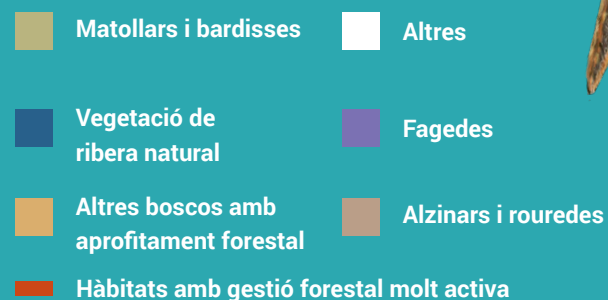 Matollars i bardisses
Altres
Vegetació de
ribera natural
Fagedes
Altres boscos amb
aprofitament forestal
Alzinars i rouredes
Hàbitats amb gestió forestal molt activa